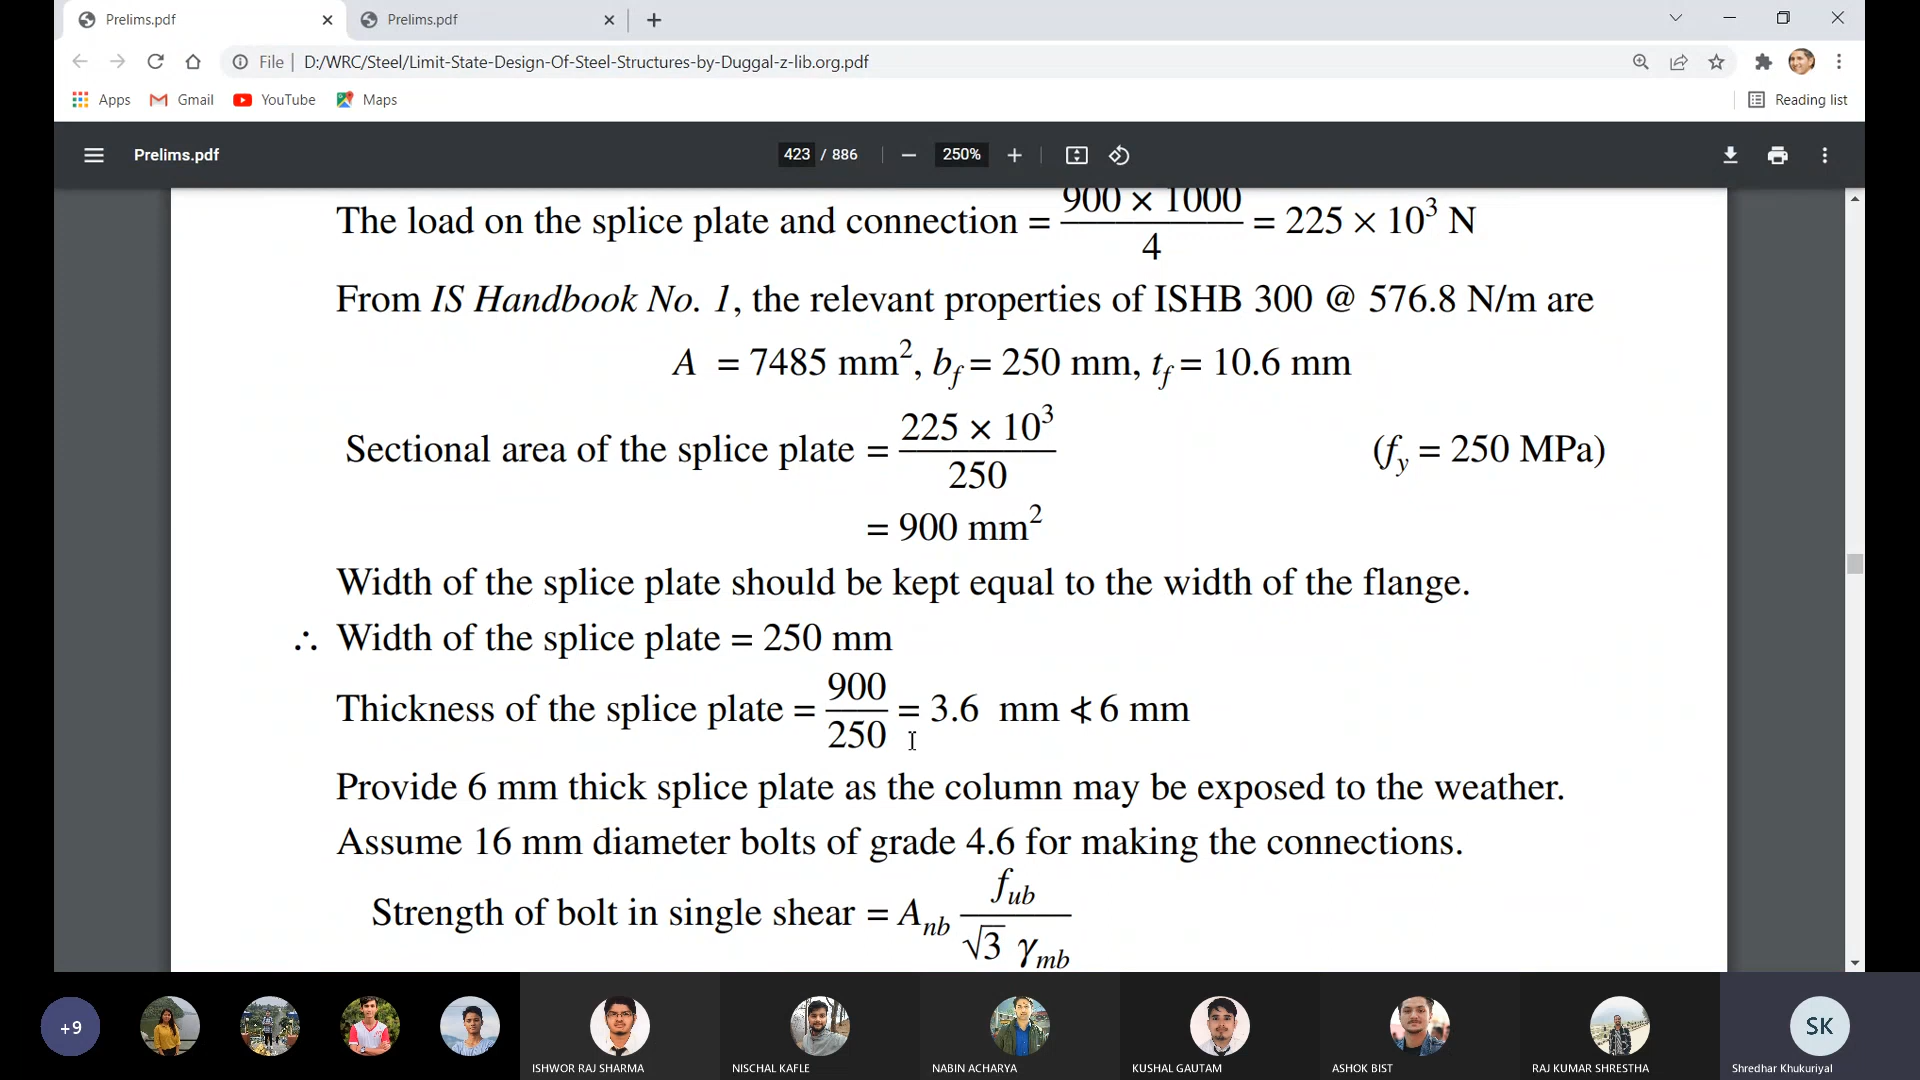 Prelims.pdf
Prelims.pdf
File | D:/WRC/Steel/Limit-State-Design-Of-Steel-Structures-by-Duggal-z-lib.org.pdf
Apps Gmail YouTube Maps Reading list
Prelims.pdf 423 / 886 250%
The load on the splice plate and connection = 900 × 1000 / 4 = 225 × 10³ N
From IS Handbook No. 1, the relevant properties of ISHB 300 @ 576.8 N/m are
A = 7485 mm², b_f = 250 mm, t_f = 10.6 mm
Sectional area of the splice plate = 225 × 10³ / 250 (f_y = 250 MPa)
= 900 mm²
Width of the splice plate should be kept equal to the width of the flange.
∴ Width of the splice plate = 250 mm
Thickness of the splice plate = 900 / 250 = 3.6 mm ≮ 6 mm
Provide 6 mm thick splice plate as the column may be exposed to the weather.
Assume 16 mm diameter bolts of grade 4.6 for making the connections.
Strength of bolt in single shear = A_nb f_ub / √3 γ_mb
+9
SK
ISHWOR RAJ SHARMA NISCHAL KAFLE NABIN ACHARYA KUSHAL GAUTAM ASHOK BIST RAJ KUMAR SHRESTHA Shredhar Khukuriyal